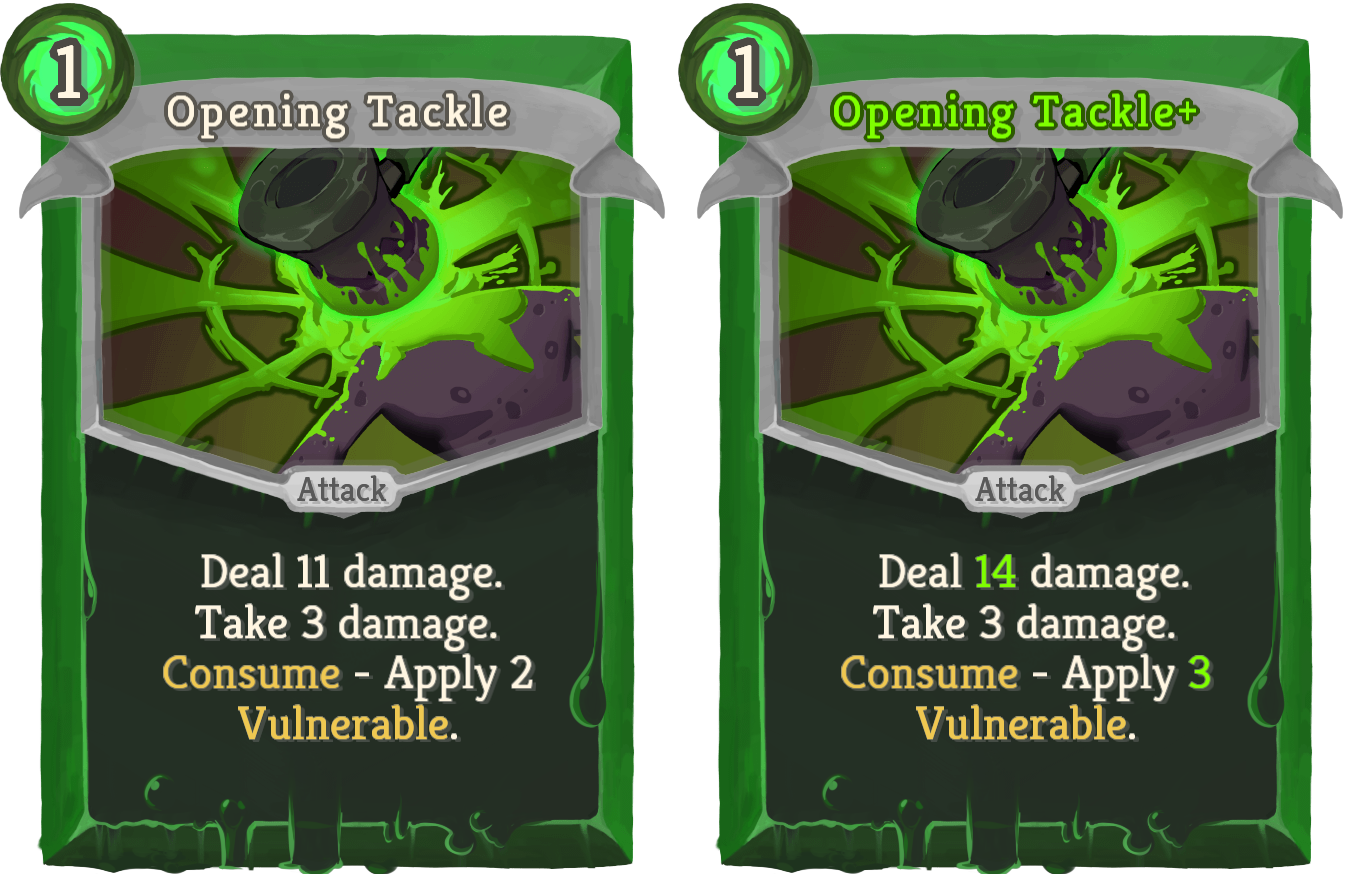 1
Opening Tackle
Attack
Deal 11 damage.
Take 3 damage.
Consume - Apply 2
Vulnerable.
1
Opening Tackle+
Attack
Deal 14 damage.
Take 3 damage.
Consume - Apply 3
Vulnerable.